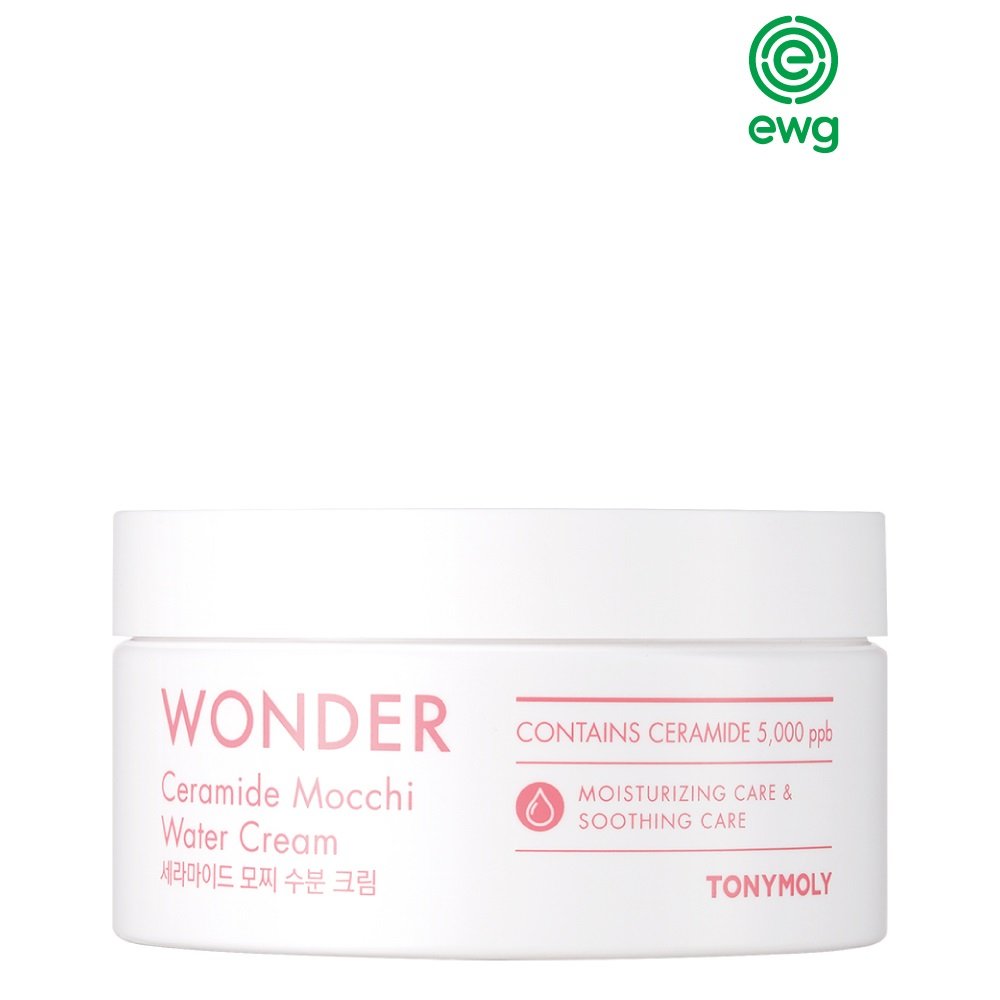 ewg
WONDER
Ceramide Mocchi
Water Cream
세라마이드 모찌 수분 크림
CONTAINS CERAMIDE 5,000 ppb
MOISTURIZING CARE &
SOOTHING CARE
TONYMOLY